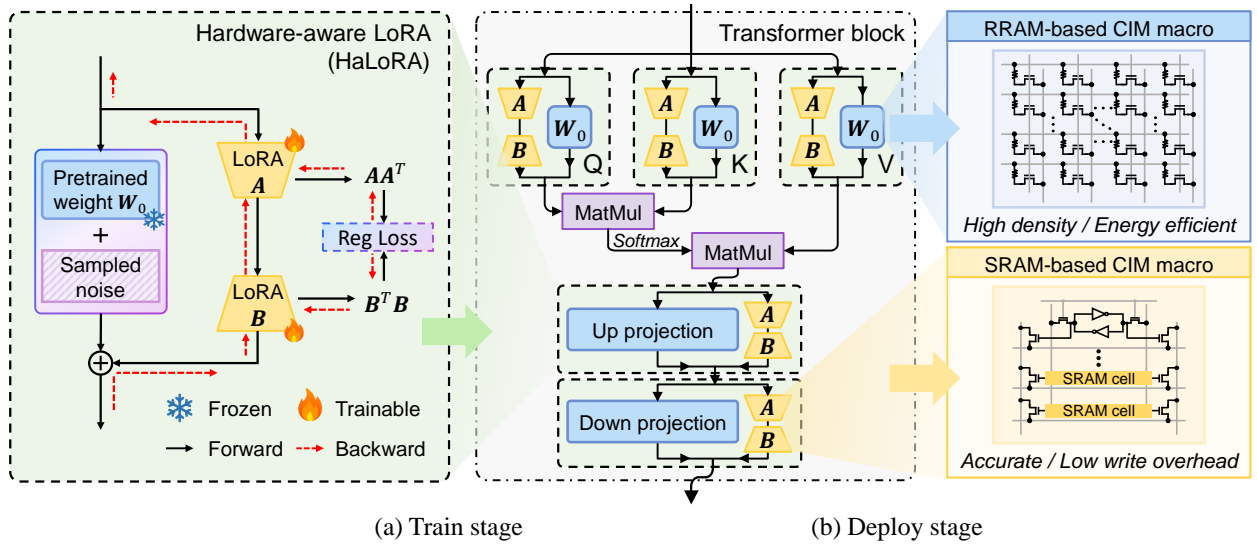 Hardware-aware LoRA
(HaLoRA)
LoRA
A
AAᵀ
Pretrained
weight W₀
+
Sampled
noise
Reg Loss
LoRA
B
BᵀB
Frozen
Trainable
Forward
Backward
(a) Train stage
Transformer block
A
B
W₀
Q
A
B
W₀
K
A
B
W₀
V
MatMul
Softmax
MatMul
Up projection
A
B
Down projection
A
B
(b) Deploy stage
RRAM-based CIM macro
High density / Energy efficient
SRAM-based CIM macro
SRAM cell
SRAM cell
Accurate / Low write overhead